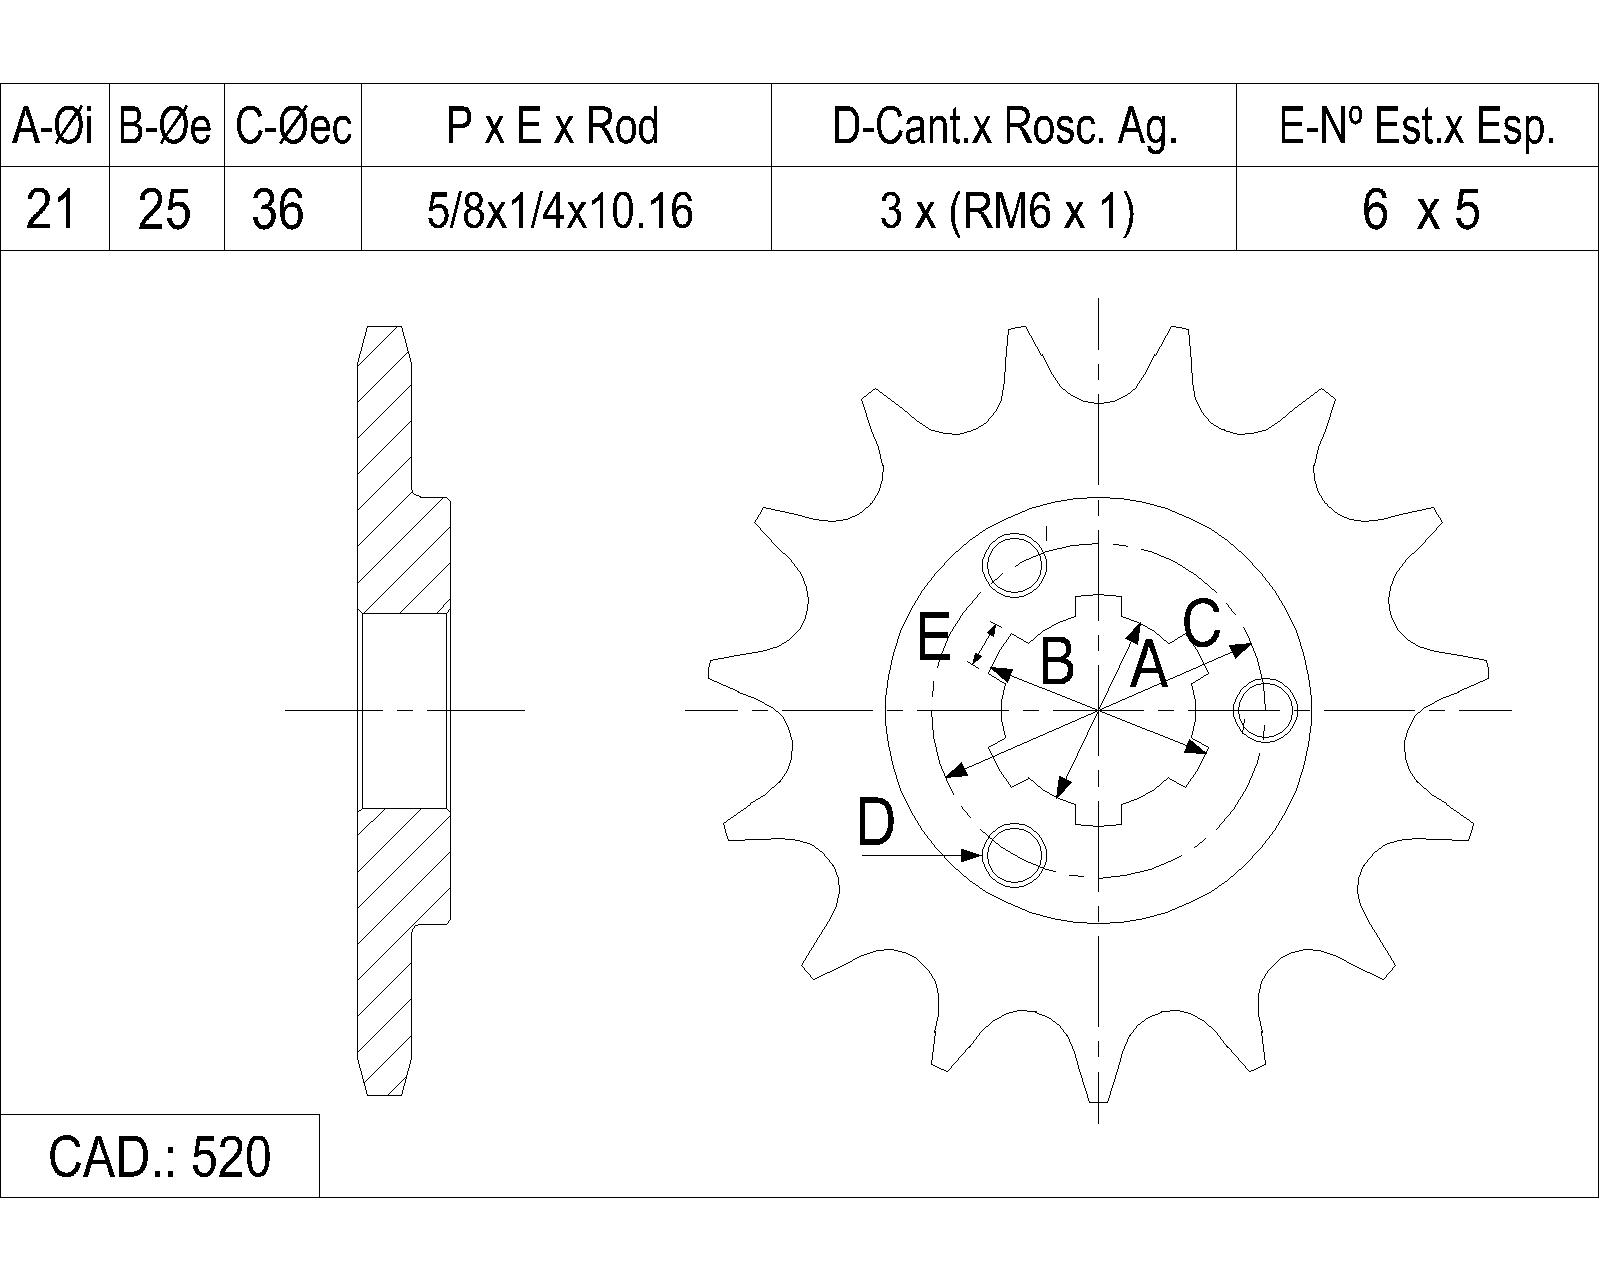 A-Øi B-Øe C-Øec P x E x Rod D-Cant.x Rosc. Ag. E-Nº Est.x Esp.
21 25 36 5/8x1/4x10.16 3 x (RM6 x 1) 6 x 5
C
E
B
A
D
CAD.: 520